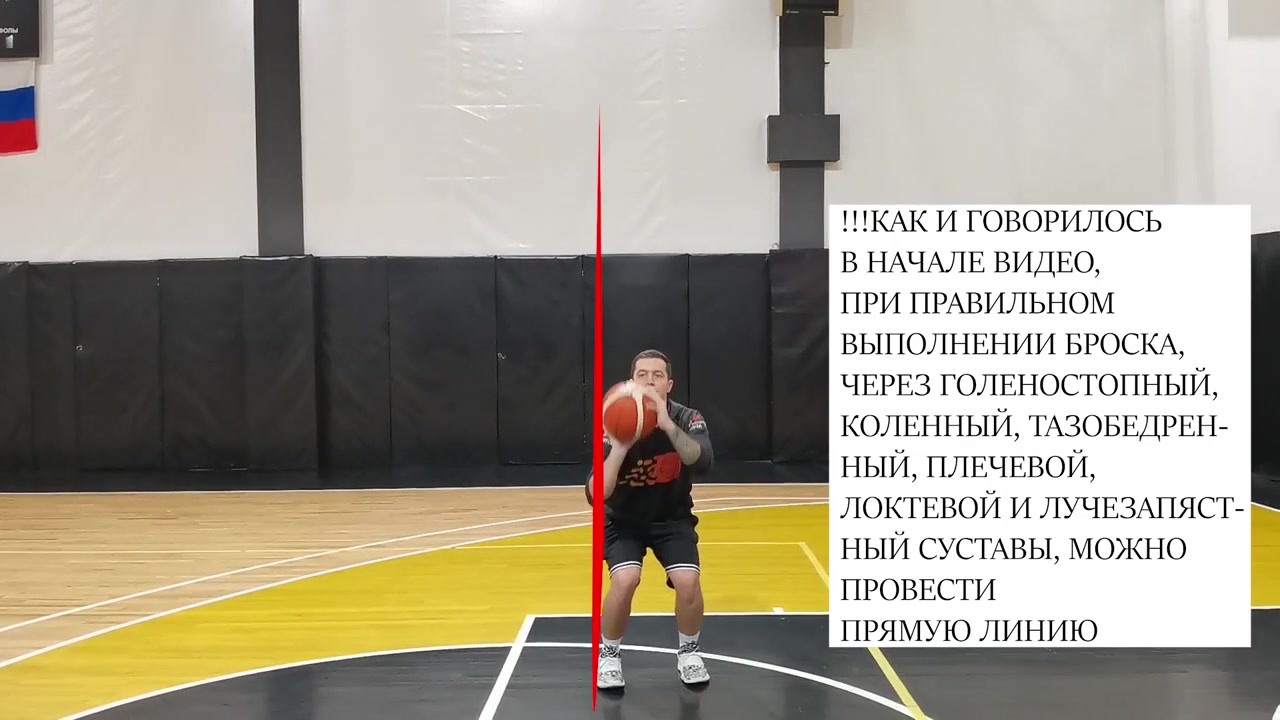 !!!КАК И ГОВОРИЛОСЬ
В НАЧАЛЕ ВИДЕО,
ПРИ ПРАВИЛЬНОМ
ВЫПОЛНЕНИИ БРОСКА,
ЧЕРЕЗ ГОЛЕНОСТОПНЫЙ,
КОЛЕННЫЙ, ТАЗОБЕДРЕН-
НЫЙ, ПЛЕЧЕВОЙ,
ЛОКТЕВОЙ И ЛУЧЕЗАПЯСТ-
НЫЙ СУСТАВЫ, МОЖНО
ПРОВЕСТИ
ПРЯМУЮ ЛИНИЮ